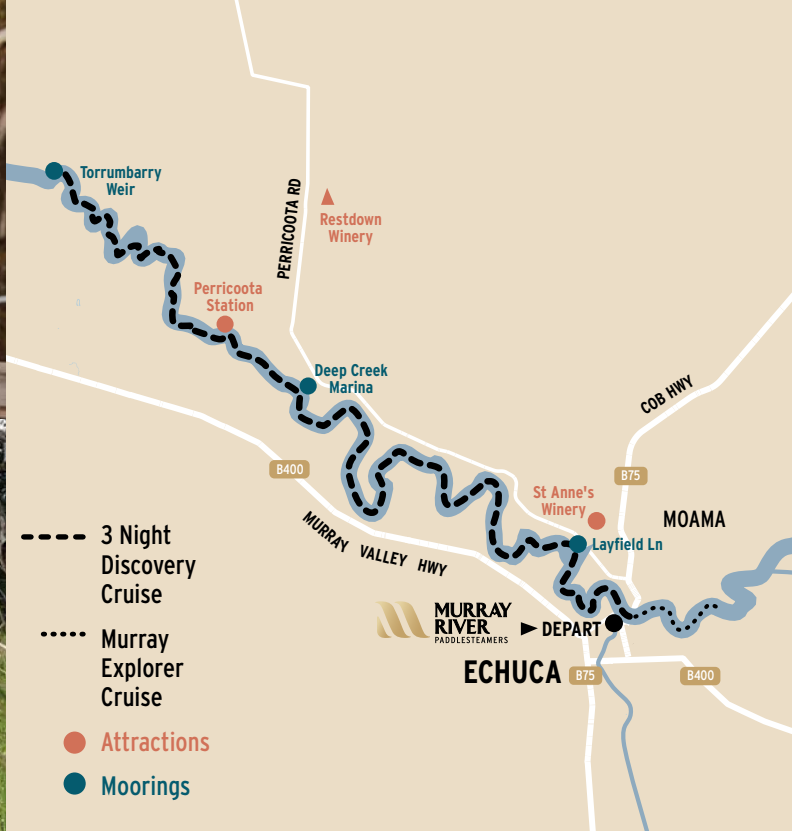 Torrumbarry
Weir
PERRICOOTA RD
Restdown
Winery
Perricoota
Station
Deep Creek
Marina
COB HWY
B400
B75
St Anne's
Winery
MOAMA
3 Night
Discovery
Cruise
MURRAY VALLEY HWY
Layfield Ln
MURRAY
RIVER
PADDLESTEAMERS
DEPART
Murray
Explorer
Cruise
ECHUCA
B75
B400
Attractions
Moorings